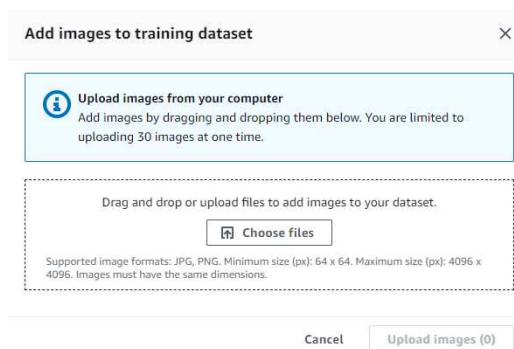 Add images to training dataset
Upload images from your computer
Add images by dragging and dropping them below. You are limited to
uploading 30 images at one time.
Drag and drop or upload files to add images to your dataset.
Choose files
Supported image formats: JPG, PNG. Minimum size (px): 64 x 64. Maximum size (px): 4096 x
4096. Images must have the same dimensions.
Cancel
Upload images (0)